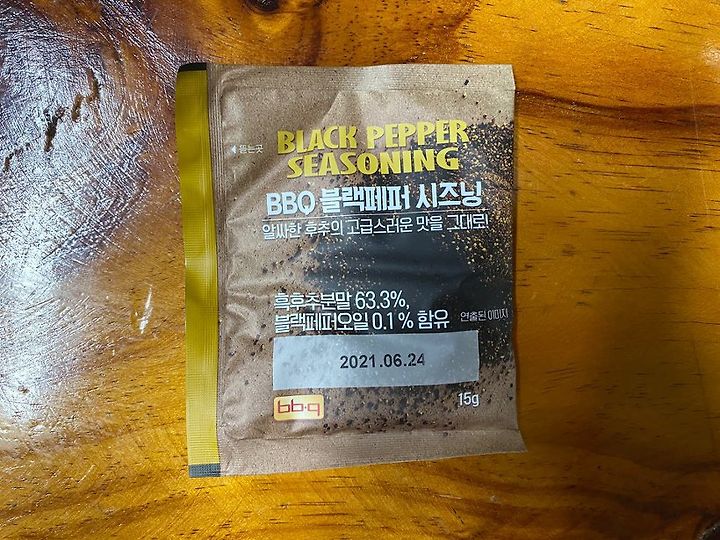 BLACK PEPPER
SEASONING
◀ 뜯는곳
BBQ 블랙페퍼 시즈닝
알싸한 후추의 고급스러운 맛을 그대로!
흑후추분말 63.3%,
블랙페퍼오일 0.1% 함유
연출된 이미지
2021.06.24
bb.q
15g